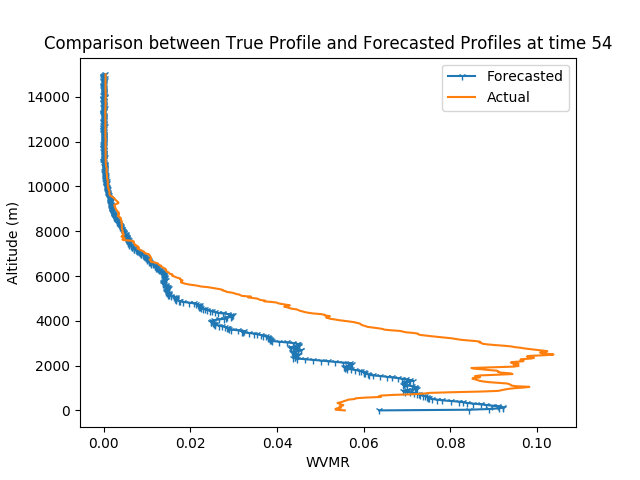 Comparison between True Profile and Forecasted Profiles at time 54
Forecasted
Actual
14000
12000
10000
8000
6000
4000
2000
0
Altitude (m)
0.00 0.02 0.04 0.06 0.08 0.10
WVMR